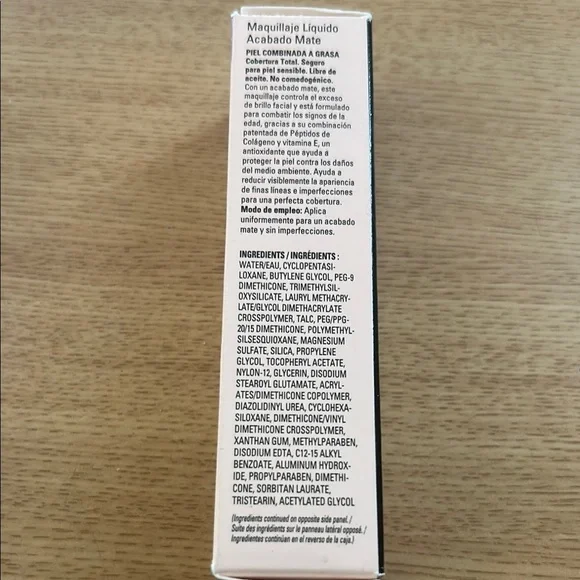 Maquillaje Líquido
Acabado Mate
PIEL COMBINADA A GRASA
Cobertura Total. Seguro
para piel sensible. Libre de
aceite. No comedogénico.
Con un acabado mate, este
maquillaje controla el exceso
de brillo facial y está formulado
para combatir los signos de la
edad, gracias a su combinación
patentada de Péptidos de
Colágeno y vitamina E, un
antioxidante que ayuda a
proteger la piel contra los daños
del medio ambiente. Ayuda a
reducir visiblemente la apariencia
de finas líneas e imperfecciones
para una perfecta cobertura.
Modo de empleo: Aplica
uniformemente para un acabado
mate y sin imperfecciones.
INGREDIENTS / INGRÉDIENTS :
WATER/EAU, CYCLOPENTASI-
LOXANE, BUTYLENE GLYCOL, PEG-9
DIMETHICONE, TRIMETHYLSIL-
OXYSILICATE, LAURYL METHACRY-
LATE/GLYCOL DIMETHACRYLATE
CROSSPOLYMER, TALC, PEG/PPG-
20/15 DIMETHICONE, POLYMETHYL-
SILSESQUIOXANE, MAGNESIUM
SULFATE, SILICA, PROPYLENE
GLYCOL, TOCOPHERYL ACETATE,
NYLON-12, GLYCERIN, DISODIUM
STEAROYL GLUTAMATE, ACRYL-
ATES/DIMETHICONE COPOLYMER,
DIAZOLIDINYL UREA, CYCLOHEXA-
SILOXANE, DIMETHICONE/VINYL
DIMETHICONE CROSSPOLYMER,
XANTHAN GUM, METHYLPARABEN,
DISODIUM EDTA, C12-15 ALKYL
BENZOATE, ALUMINUM HYDROX-
IDE, PROPYLPARABEN, DIMETHI-
CONE, SORBITAN LAURATE,
TRISTEARIN, ACETYLATED GLYCOL
(Ingredients continued on opposite side panel. /
Suite des ingrédients sur le panneau latéral opposé. /
Ingredientes continúan en el reverso de la caja.)